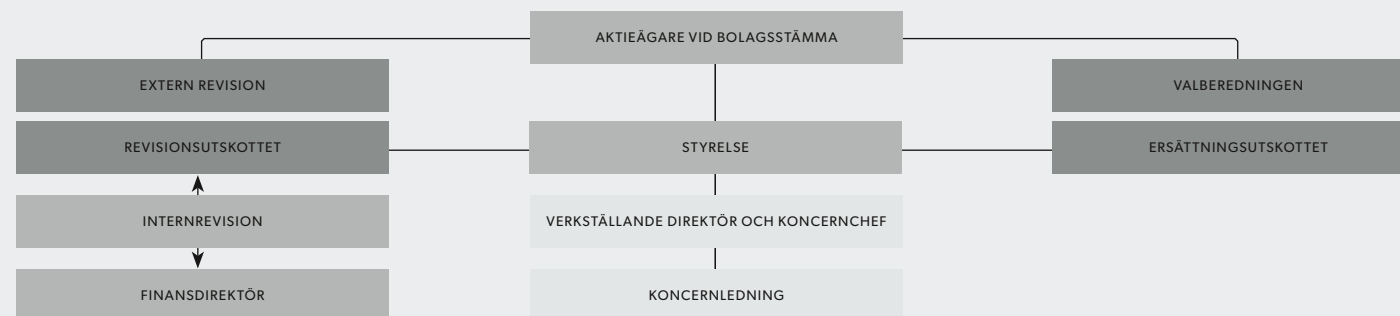 AKTIEÄGARE VID BOLAGSSTÄMMA
EXTERN REVISION
VALBEREDNINGEN
REVISIONSUTSKOTTET
STYRELSE
ERSÄTTNINGSUTSKOTTET
INTERNREVISION
VERKSTÄLLANDE DIREKTÖR OCH KONCERNCHEF
FINANSDIREKTÖR
KONCERNLEDNING